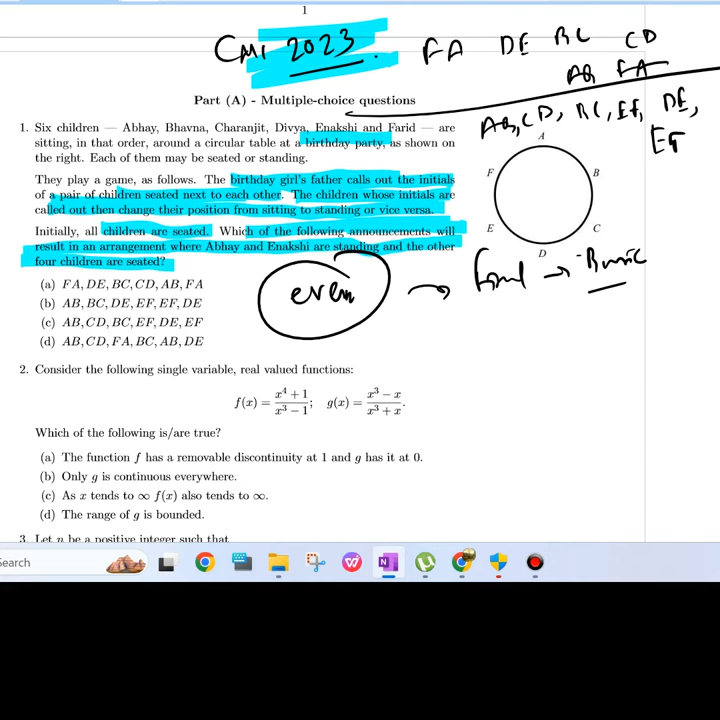 1
CMI 2023
FA DE BC CD
AB FA
Part (A) - Multiple-choice questions
AB, CD, BC, EF, DE,
EF
1. Six children — Abhay, Bhavna, Charanjit, Divya, Enakshi and Farid — are
sitting, in that order, around a circular table at a birthday party, as shown on
the right. Each of them may be seated or standing.
They play a game, as follows. The birthday girl's father calls out the initials
of a pair of children seated next to each other. The children whose initials are
called out then change their position from sitting to standing or vice versa.
Initially, all children are seated. Which of the following announcements will
result in an arrangement where Abhay and Enakshi are standing and the other
four children are seated?
A
F B
E C
D
(a) FA, DE, BC, CD, AB, FA
(b) AB, BC, DE, EF, EF, DE
(c) AB, CD, BC, EF, DE, EF
(d) AB, CD, FA, BC, AB, DE
even
2. Consider the following single variable, real valued functions:
f(x) = x⁴ + 1 / x³ − 1 ; g(x) = x³ − x / x³ + x .
Which of the following is/are true?
(a) The function f has a removable discontinuity at 1 and g has it at 0.
(b) Only g is continuous everywhere.
(c) As x tends to ∞ f(x) also tends to ∞.
(d) The range of g is bounded.
3. Let n be a positive integer such that
Search